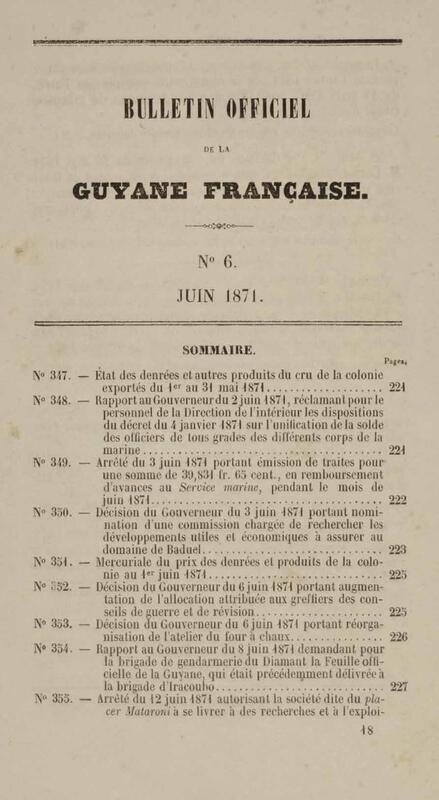 BULLETIN OFFICIEL
DE LA
GUYANE FRANÇAISE.
N° 6.
JUIN 1871.
SOMMAIRE.
Pages.
N° 347. — État des denrées et autres produits du cru de la colonie
exportés du 1er au 31 mai 1871.................... 221
N° 348. — Rapport au Gouverneur du 2 juin 1871, réclamant pour le
personnel de la Direction de l'intérieur les dispositions
du décret du 4 janvier 1871 sur l'unification de la solde
des officiers de tous grades des différents corps de la
marine.......................................... 221
N° 349. — Arrêté du 3 juin 1871 portant émission de traites pour
une somme de 39,831 fr. 65 cent., en remboursement
d'avances au Service marine, pendant le mois de
juin 1871........................................ 222
N° 350. — Décision du Gouverneur du 3 juin 1871 portant nomi-
nation d'une commission chargée de rechercher les
développements utiles et économiques à assurer au
domaine de Baduel................................ 223
N° 351. — Mercuriale du prix des denrées et produits de la colo-
nie au 1er juin 1871.............................. 225
N° 352. — Décision du Gouverneur du 6 juin 1871 portant augmen-
tation de l'allocation attribuée aux greffiers des con-
seils de guerre et de révision...................... 225
N° 353. — Décision du Gouverneur du 6 juin 1871 portant réorga-
nisation de l'atelier du four à chaux................ 226
N° 354. — Rapport au Gouverneur du 8 juin 1871 demandant pour
la brigade de gendarmerie du Diamant la Feuille offi-
cielle de la Guyane, qui était précédemment délivrée à
la brigade d'Iracoubo.............................. 227
N° 355. — Arrêté du 12 juin 1871 autorisant la société dite du pla-
cer Mataroni à se livrer à des recherches et à l'exploi-
18